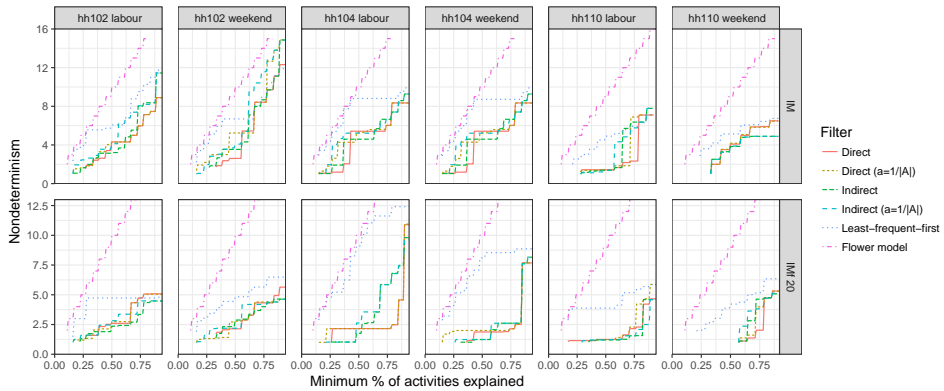 hh102 labour hh102 weekend hh104 labour hh104 weekend hh110 labour hh110 weekend
16
12
8
4
0
IM
12.5
10.0
7.5
5.0
2.5
0.0
IMf 20
Nondeterminism
0.00 0.25 0.50 0.75 0.00 0.25 0.50 0.75 0.00 0.25 0.50 0.75 0.00 0.25 0.50 0.75 0.00 0.25 0.50 0.75 0.00 0.25 0.50 0.75
Minimum % of activities explained
Filter
Direct
Direct (a=1/|A|)
Indirect
Indirect (a=1/|A|)
Least−frequent−first
Flower model